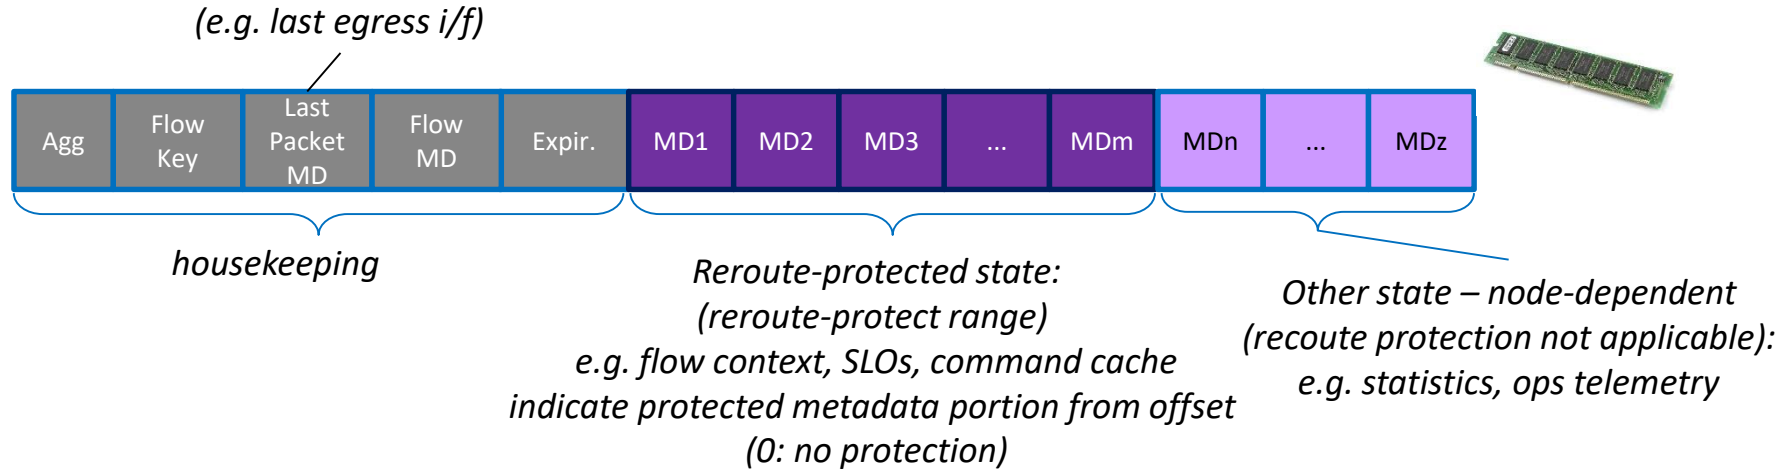 (e.g. last egress i/f)
Agg
Flow
Key
Last
Packet
MD
Flow
MD
Expir.
MD1
MD2
MD3
...
MDm
MDn
...
MDz
housekeeping
Reroute-protected state:
(reroute-protect range)
e.g. flow context, SLOs, command cache
indicate protected metadata portion from offset
(0: no protection)
Other state – node-dependent
(recoute protection not applicable):
e.g. statistics, ops telemetry